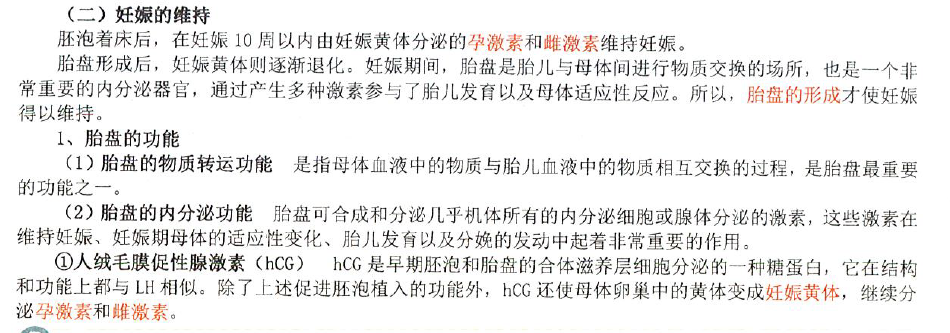 （二）妊娠的维持
胚泡着床后，在妊娠 10 周以内由妊娠黄体分泌的孕激素和雌激素维持妊娠。
胎盘形成后，妊娠黄体则逐渐退化。妊娠期间，胎盘是胎儿与母体间进行物质交换的场所，也是一个非
常重要的内分泌器官，通过产生多种激素参与了胎儿发育以及母体适应性反应。所以，胎盘的形成才使妊娠
得以维持。
1、胎盘的功能
（1）胎盘的物质转运功能 是指母体血液中的物质与胎儿血液中的物质相互交换的过程，是胎盘最重要
的功能之一。
（2）胎盘的内分泌功能 胎盘可合成和分泌几乎机体所有的内分泌细胞或腺体分泌的激素，这些激素在
维持妊娠、妊娠期母体的适应性变化、胎儿发育以及分娩的发动中起着非常重要的作用。
①人绒毛膜促性腺激素（hCG） hCG 是早期胚泡和胎盘的合体滋养层细胞分泌的一种糖蛋白，它在结构
和功能上都与 LH 相似。除了上述促进胚泡植入的功能外，hCG 还使母体卵巢中的黄体变成妊娠黄体，继续分
泌孕激素和雌激素。